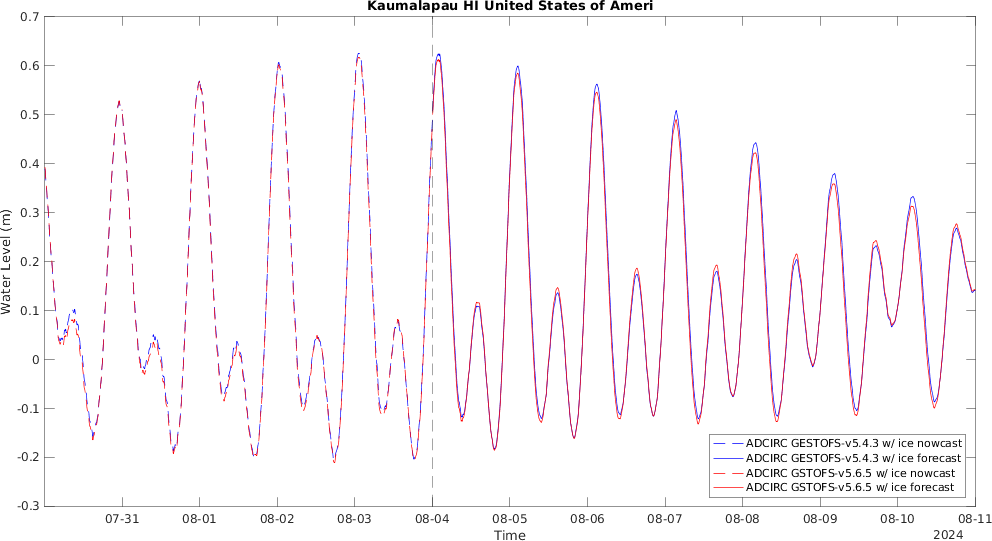 Kaumalapau HI United States of Ameri
Water Level (m)
0.7
0.6
0.5
0.4
0.3
0.2
0.1
0
-0.1
-0.2
-0.3
ADCIRC GESTOFS-v5.4.3 w/ ice nowcast
ADCIRC GESTOFS-v5.4.3 w/ ice forecast
ADCIRC GSTOFS-v5.6.5 w/ ice nowcast
ADCIRC GSTOFS-v5.6.5 w/ ice forecast
07-31 08-01 08-02 08-03 08-04 08-05 08-06 08-07 08-08 08-09 08-10 08-11
Time
2024